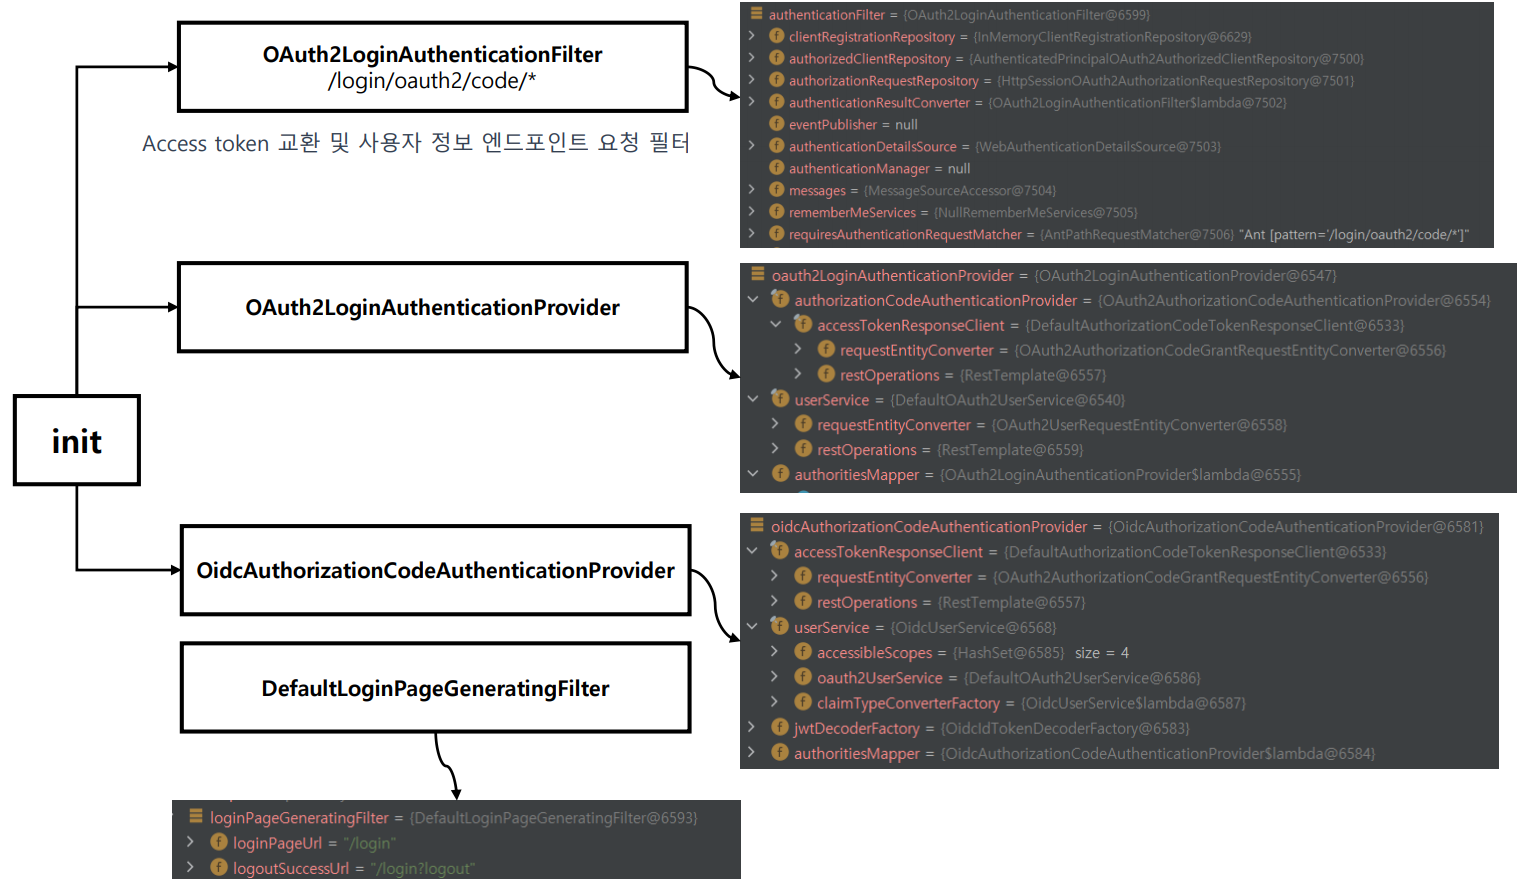 OAuth2LoginAuthenticationFilter
/login/oauth2/code/*
Access token 교환 및 사용자 정보 엔드포인트 요청 필터
authenticationFilter = {OAuth2LoginAuthenticationFilter@6599}
clientRegistrationRepository = {InMemoryClientRegistrationRepository@6629}
authorizedClientRepository = {AuthenticatedPrincipalOAuth2AuthorizedClientRepository@7500}
authorizationRequestRepository = {HttpSessionOAuth2AuthorizationRequestRepository@7501}
authenticationResultConverter = {OAuth2LoginAuthenticationFilter$lambda@7502}
eventPublisher = null
authenticationDetailsSource = {WebAuthenticationDetailsSource@7503}
authenticationManager = null
messages = {MessageSourceAccessor@7504}
rememberMeServices = {NullRememberMeServices@7505}
requiresAuthenticationRequestMatcher = {AntPathRequestMatcher@7506} "Ant [pattern='/login/oauth2/code/*']"
OAuth2LoginAuthenticationProvider
oauth2LoginAuthenticationProvider = {OAuth2LoginAuthenticationProvider@6547}
authorizationCodeAuthenticationProvider = {OAuth2AuthorizationCodeAuthenticationProvider@6554}
accessTokenResponseClient = {DefaultAuthorizationCodeTokenResponseClient@6533}
requestEntityConverter = {OAuth2AuthorizationCodeGrantRequestEntityConverter@6556}
restOperations = {RestTemplate@6557}
userService = {DefaultOAuth2UserService@6540}
requestEntityConverter = {OAuth2UserRequestEntityConverter@6558}
restOperations = {RestTemplate@6559}
authoritiesMapper = {OAuth2LoginAuthenticationProvider$lambda@6555}
init
OidcAuthorizationCodeAuthenticationProvider
oidcAuthorizationCodeAuthenticationProvider = {OidcAuthorizationCodeAuthenticationProvider@6581}
accessTokenResponseClient = {DefaultAuthorizationCodeTokenResponseClient@6533}
requestEntityConverter = {OAuth2AuthorizationCodeGrantRequestEntityConverter@6556}
restOperations = {RestTemplate@6557}
userService = {OidcUserService@6568}
accessibleScopes = {HashSet@6585} size = 4
oauth2UserService = {DefaultOAuth2UserService@6586}
claimTypeConverterFactory = {OidcUserService$lambda@6587}
jwtDecoderFactory = {OidcIdTokenDecoderFactory@6583}
authoritiesMapper = {OidcAuthorizationCodeAuthenticationProvider$lambda@6584}
DefaultLoginPageGeneratingFilter
loginPageGeneratingFilter = {DefaultLoginPageGeneratingFilter@6593}
loginPageUrl = "/login"
logoutSuccessUrl = "/login?logout"